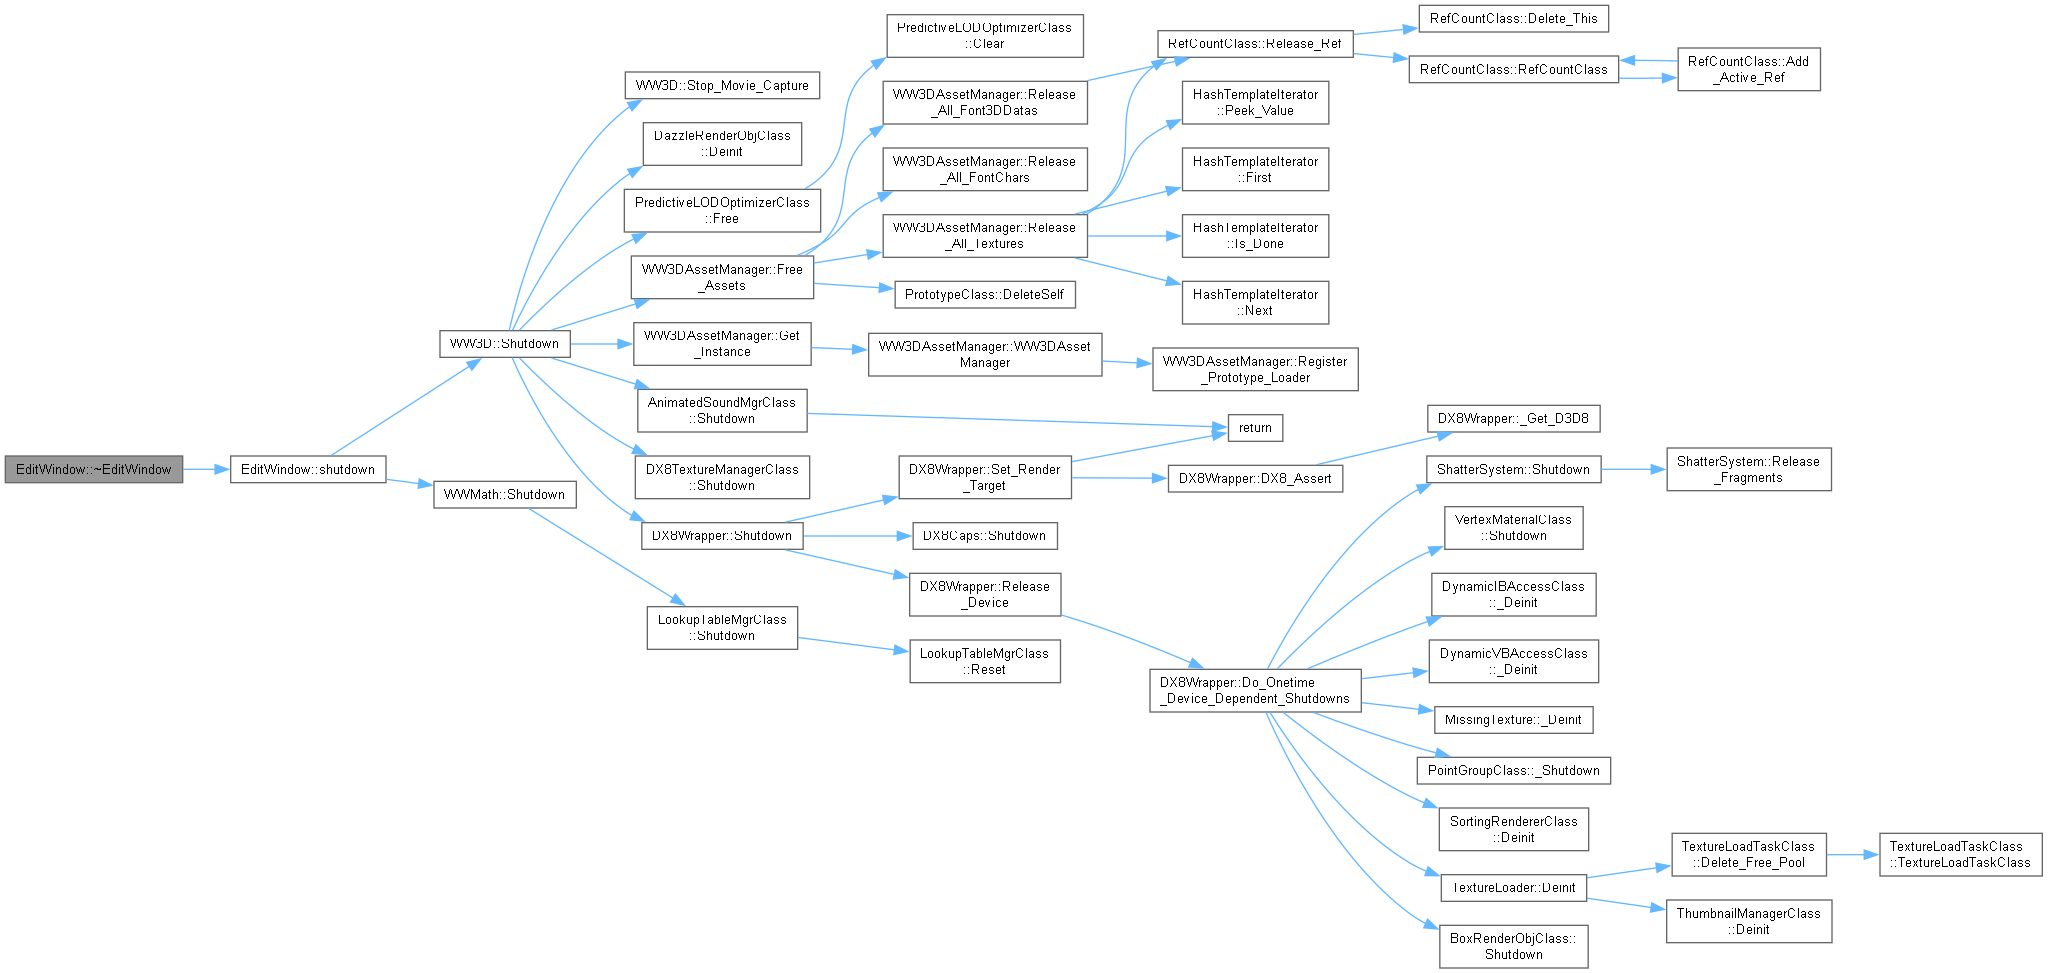 EditWindow::~EditWindow
EditWindow::shutdown
WW3D::Shutdown
WWMath::Shutdown
WW3D::Stop_Movie_Capture
DazzleRenderObjClass
::Deinit
PredictiveLODOptimizerClass
::Free
WW3DAssetManager::Free
_Assets
WW3DAssetManager::Get
_Instance
AnimatedSoundMgrClass
::Shutdown
DX8TextureManagerClass
::Shutdown
DX8Wrapper::Shutdown
LookupTableMgrClass
::Shutdown
PredictiveLODOptimizerClass
::Clear
WW3DAssetManager::Release
_All_Font3DDatas
WW3DAssetManager::Release
_All_FontChars
WW3DAssetManager::Release
_All_Textures
PrototypeClass::DeleteSelf
WW3DAssetManager::WW3DAsset
Manager
DX8Wrapper::Set_Render
_Target
DX8Caps::Shutdown
DX8Wrapper::Release
_Device
LookupTableMgrClass
::Reset
RefCountClass::Release_Ref
HashTemplateIterator
::Peek_Value
HashTemplateIterator
::First
HashTemplateIterator
::Is_Done
HashTemplateIterator
::Next
WW3DAssetManager::Register
_Prototype_Loader
return
DX8Wrapper::DX8_Assert
DX8Wrapper::Do_Onetime
_Device_Dependent_Shutdowns
RefCountClass::Delete_This
RefCountClass::RefCountClass
RefCountClass::Add
_Active_Ref
DX8Wrapper::_Get_D3D8
ShatterSystem::Shutdown
ShatterSystem::Release
_Fragments
VertexMaterialClass
::Shutdown
DynamicIBAccessClass
::_Deinit
DynamicVBAccessClass
::_Deinit
MissingTexture::_Deinit
PointGroupClass::_Shutdown
SortingRendererClass
::Deinit
TextureLoader::Deinit
BoxRenderObjClass::
Shutdown
TextureLoadTaskClass
::Delete_Free_Pool
ThumbnailManagerClass
::Deinit
TextureLoadTaskClass
::TextureLoadTaskClass